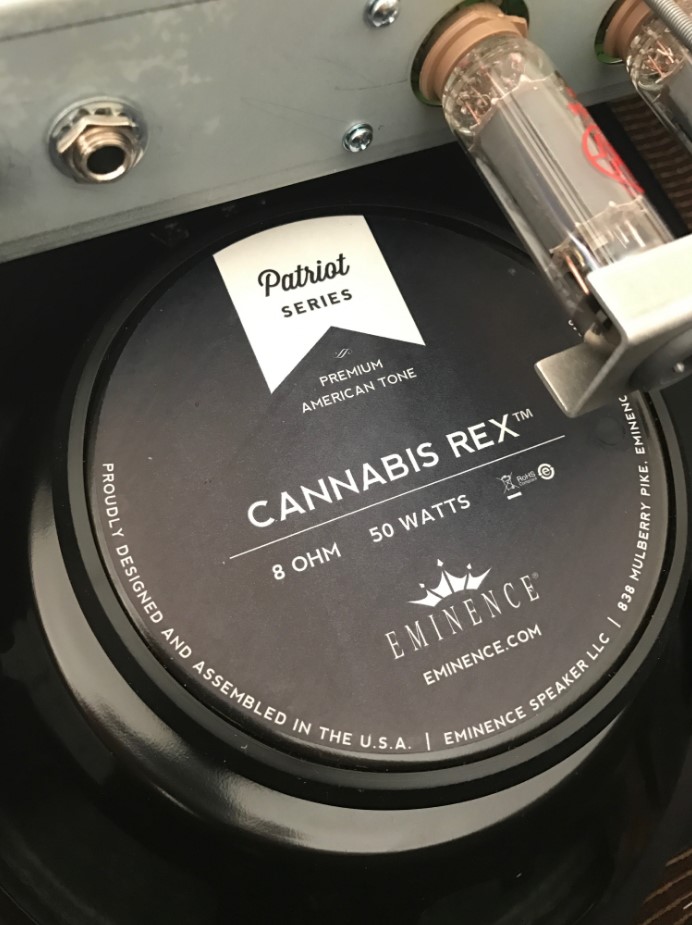 Patriot
SERIES
PREMIUM
AMERICAN TONE
CANNABIS REX™
8 OHM 50 WATTS
RoHS
EMINENCE®
EMINENCE.COM
PROUDLY DESIGNED AND ASSEMBLED IN THE U.S.A. | EMINENCE SPEAKER LLC | 838 MULBERRY PIKE, EMINENC